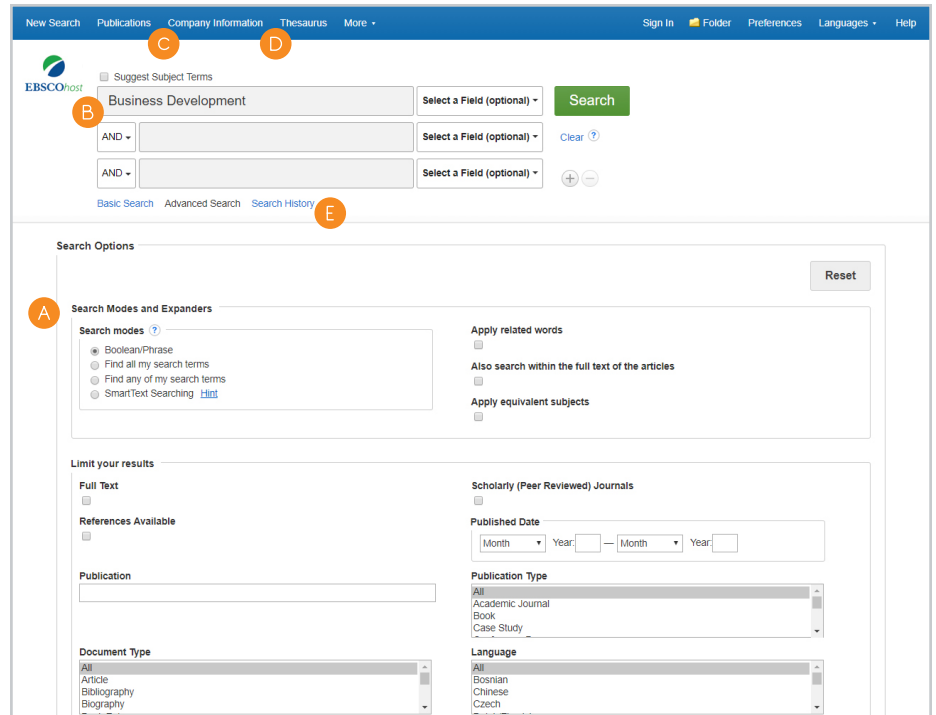 New Search Publications Company Information Thesaurus More Sign In Folder Preferences Languages Help
C D
EBSCOhost
Suggest Subject Terms
B Business Development Select a Field (optional) Search
AND Select a Field (optional) Clear ?
AND Select a Field (optional) + −
Basic Search Advanced Search Search History E
Search Options
Reset
A Search Modes and Expanders
Search modes ?
Boolean/Phrase
Find all my search terms
Find any of my search terms
SmartText Searching Hint
Apply related words
Also search within the full text of the articles
Apply equivalent subjects
Limit your results
Full Text
References Available
Scholarly (Peer Reviewed) Journals
Published Date
Month Year: — Month Year:
Publication
Publication Type
All
Academic Journal
Book
Case Study
Document Type
All
Article
Bibliography
Biography
Language
All
Bosnian
Chinese
Czech